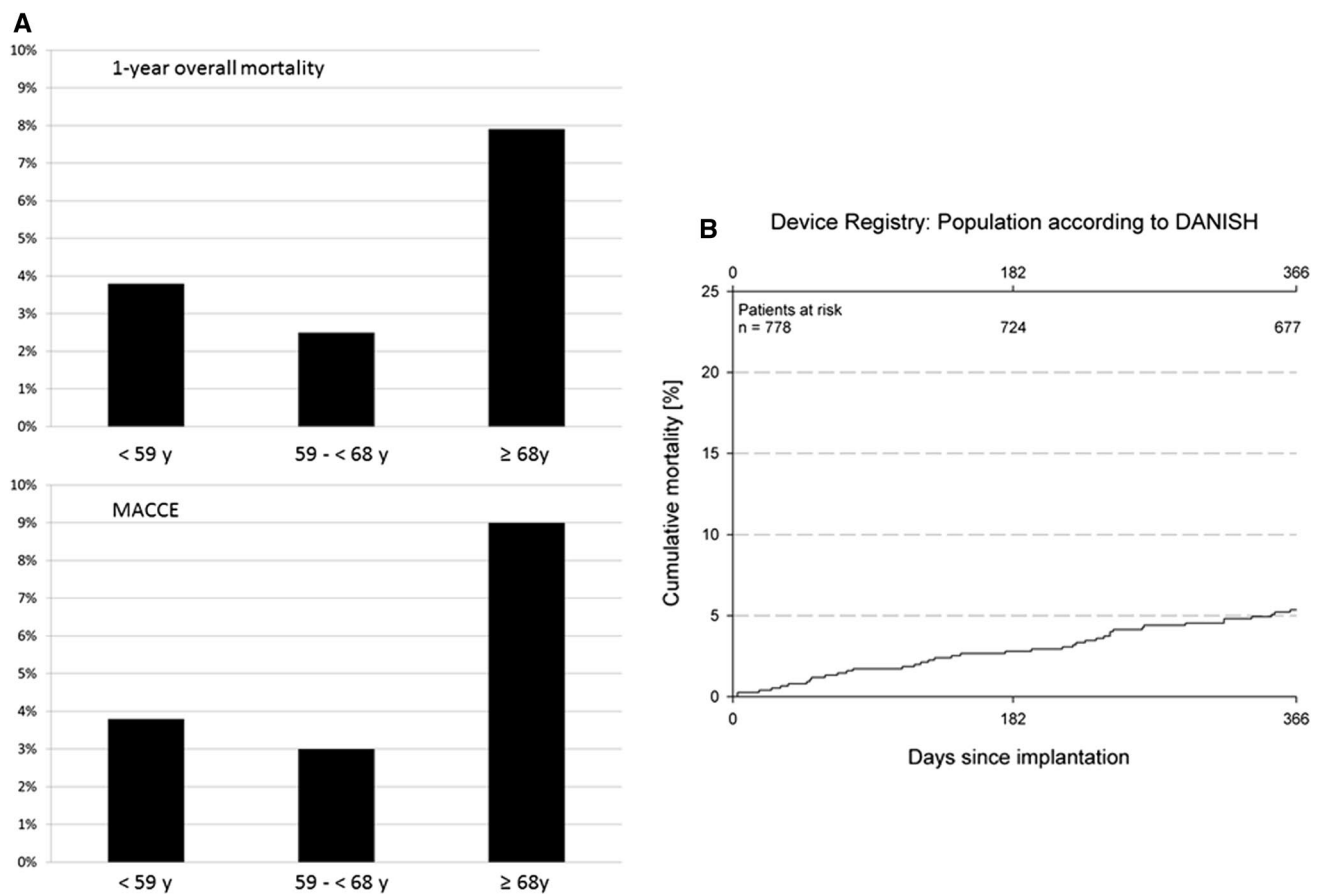 A
10%
1-year overall mortality
9%
8%
7%
6%
5%
4%
3%
2%
1%
0%
< 59 y 59 - < 68 y ≥ 68y
10%
MACCE
9%
8%
7%
6%
5%
4%
3%
2%
1%
0%
< 59 y 59 - < 68 y ≥ 68y
B
Device Registry: Population according to DANISH
0 182 366
25
Patients at risk
n = 778 724 677
20
15
10
5
0
Cumulative mortality [%]
0 182 366
Days since implantation